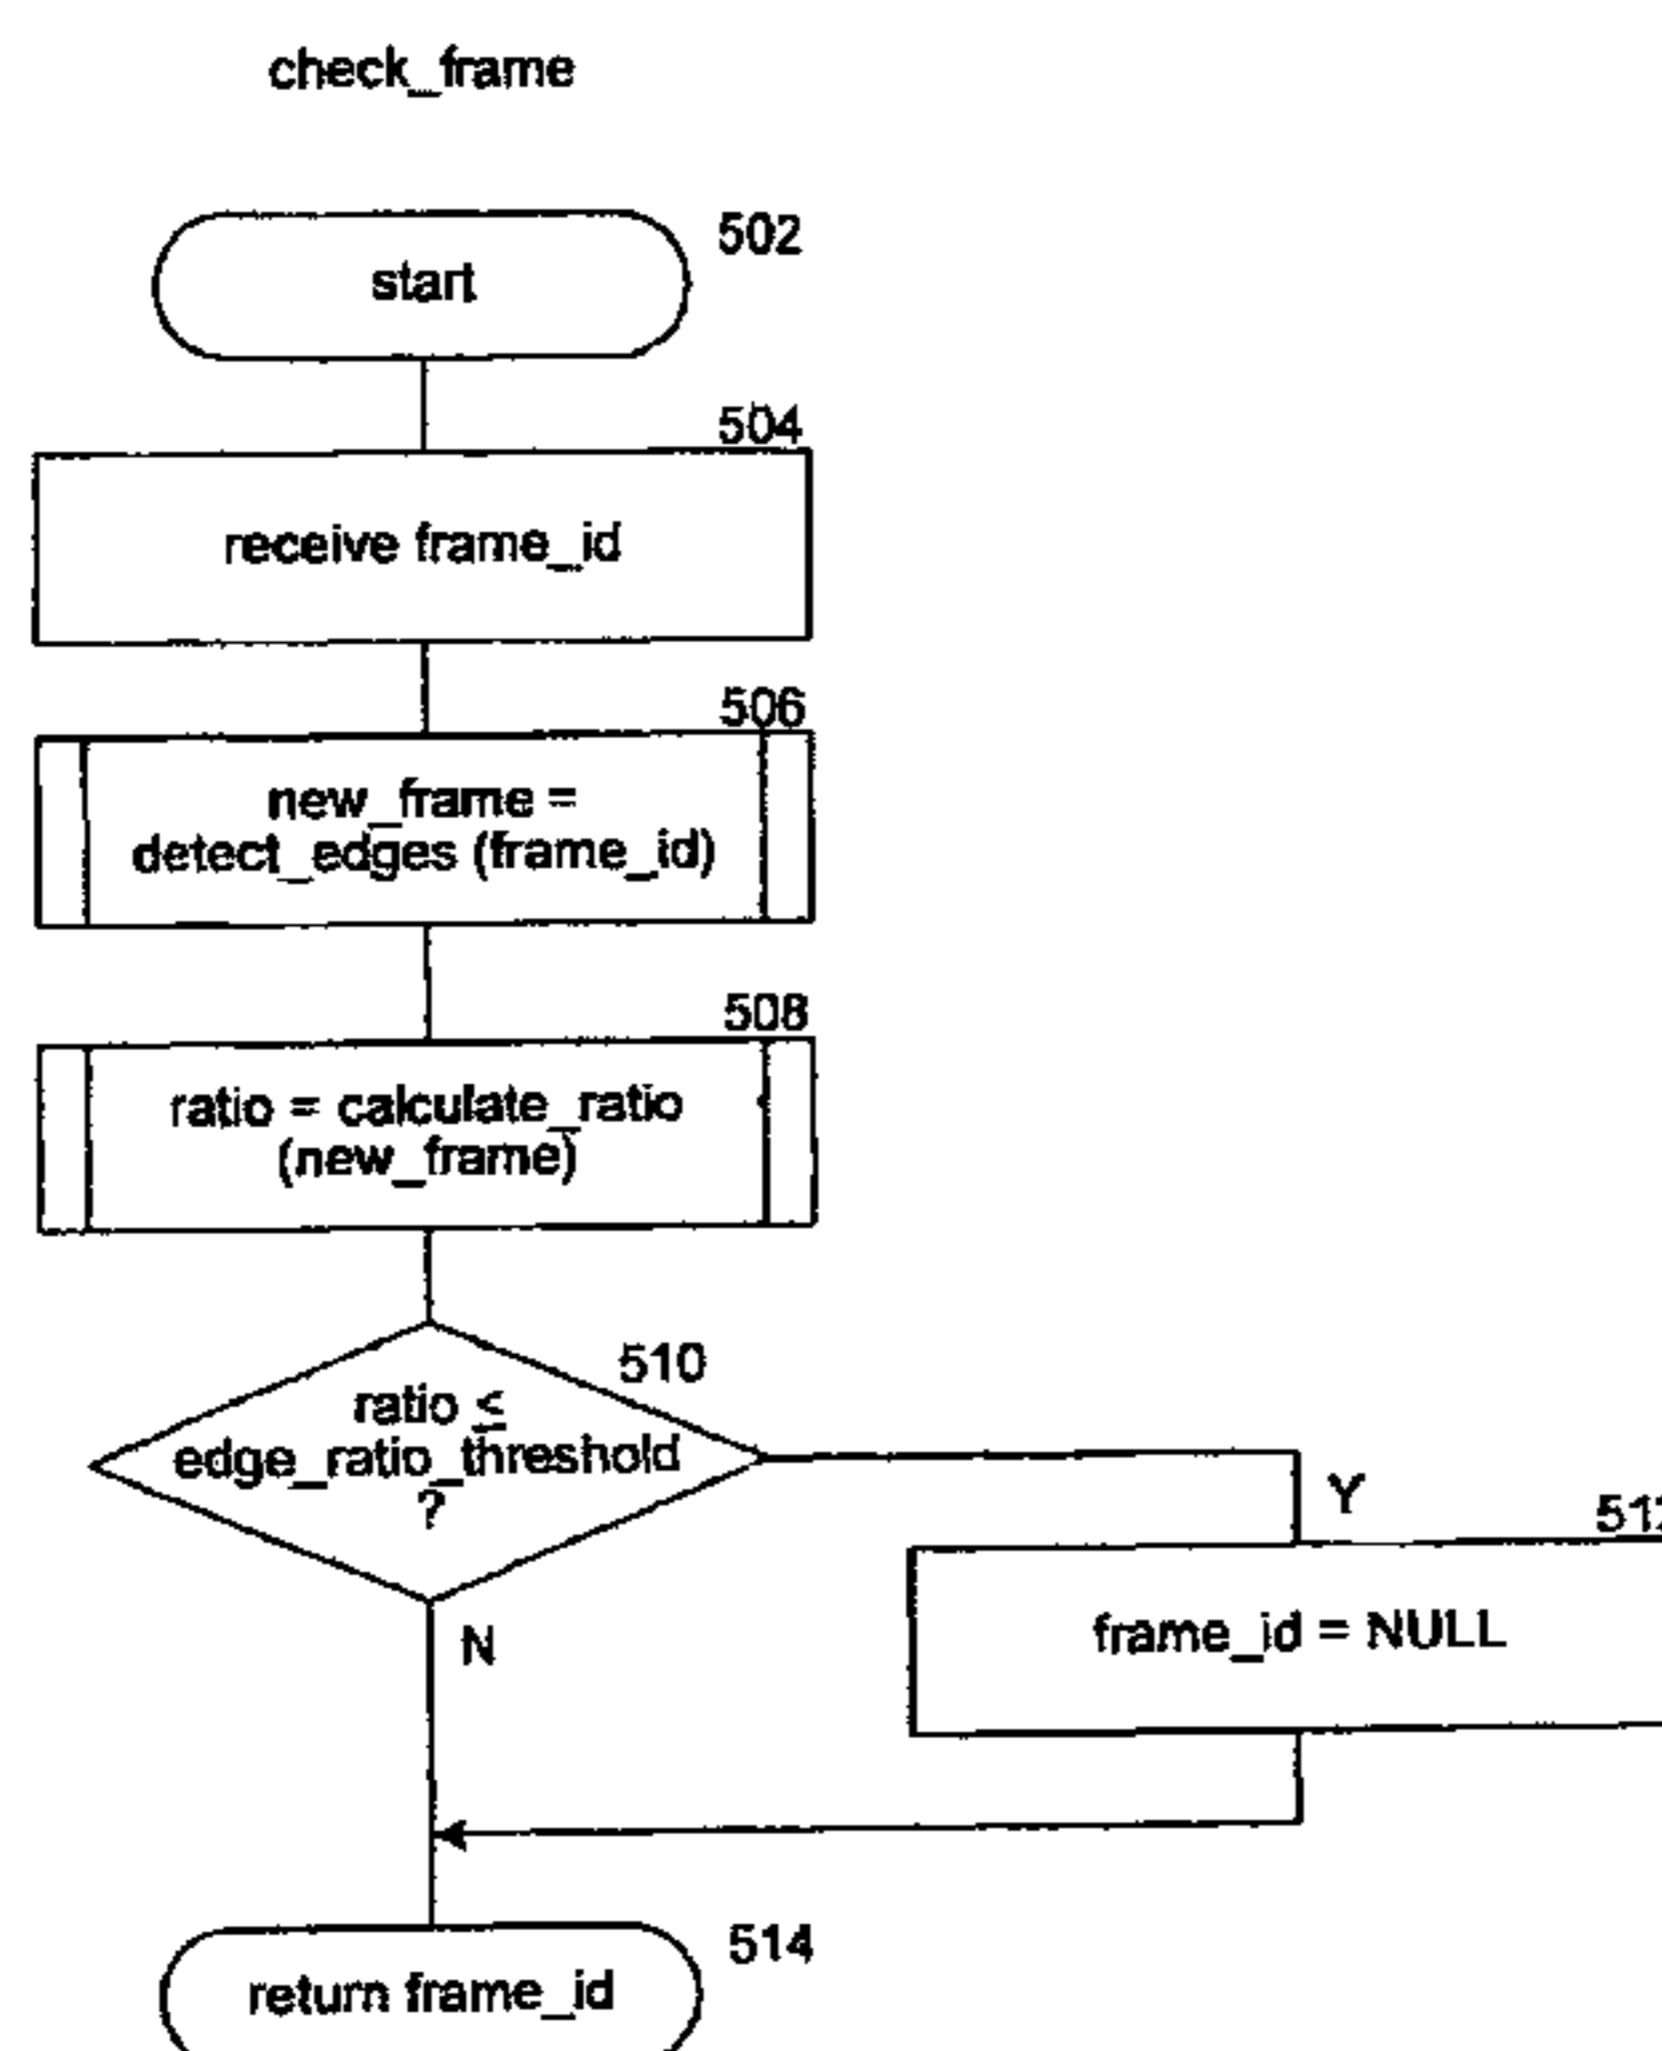 check_frame
502
start
504
receive frame_id
506
new_frame =
detect_edges (frame_id)
508
ratio = calculate_ratio
(new_frame)
510
ratio ≤
edge_ratio_threshold
?
Y
N
frame_id = NULL
514
return frame_id